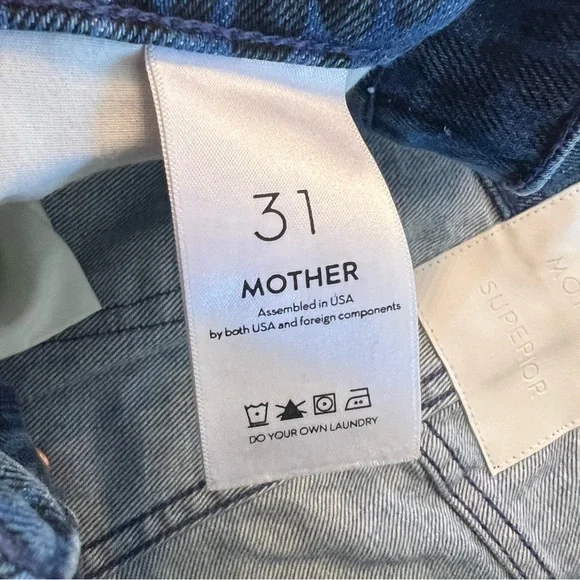 31
MOTHER
Assembled in USA
by both USA and foreign components
DO YOUR OWN LAUNDRY
SUPERIOR